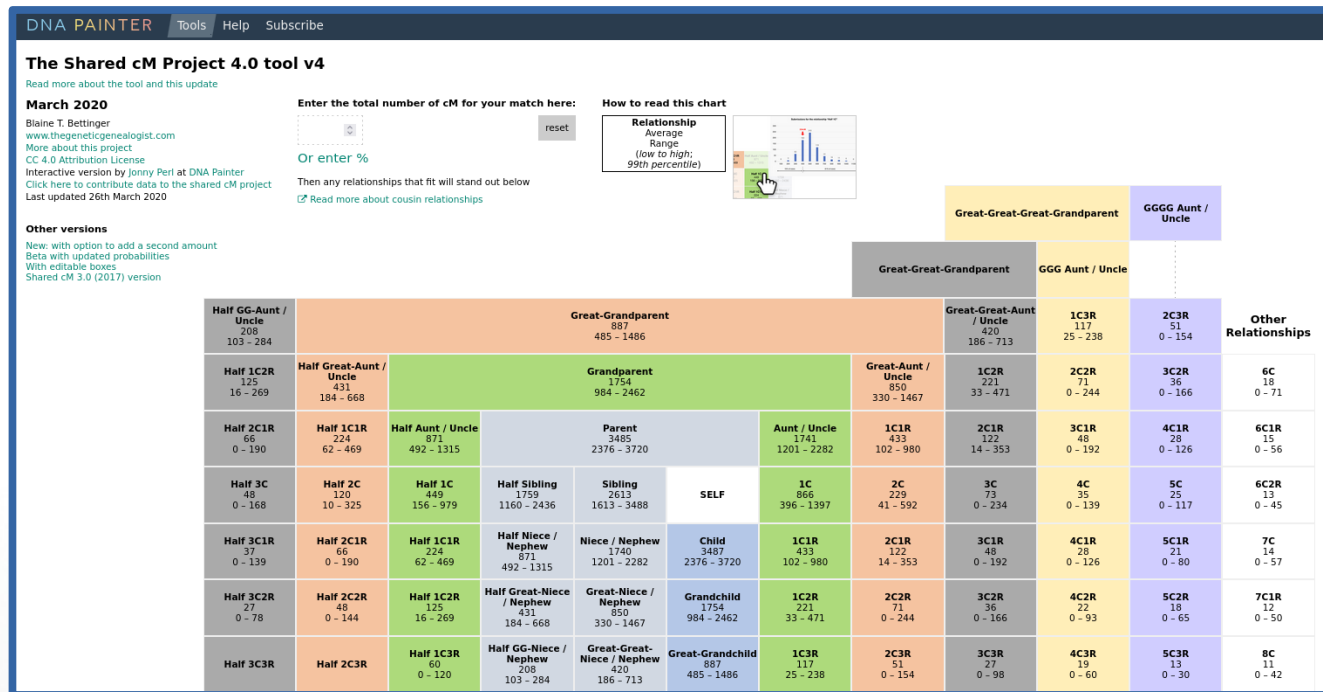 DNA PAINTER Tools Help Subscribe
The Shared cM Project 4.0 tool v4
Read more about the tool and this update
March 2020
Blaine T. Bettinger
www.thegeneticgenealogist.com
More about this project
CC 4.0 Attribution License
Interactive version by Jonny Perl at DNA Painter
Click here to contribute data to the shared cM project
Last updated 26th March 2020
Other versions
New: with option to add a second amount
Beta with updated probabilities
With editable boxes
Shared cM 3.0 (2017) version
Enter the total number of cM for your match here:
reset
Or enter %
Then any relationships that fit will stand out below
Read more about cousin relationships
How to read this chart
Relationship
Average
Range
(low to high;
99th percentile)
Great-Great-Great-Grandparent
GGGG Aunt /
Uncle
Great-Great-Grandparent
GGG Aunt / Uncle
Half GG-Aunt /
Uncle
208
103 – 284
Great-Grandparent
887
485 – 1486
Great-Great-Aunt
/ Uncle
420
186 – 713
1C3R
117
25 – 238
2C3R
51
0 – 154
Other
Relationships
Half 1C2R
125
16 – 269
Half Great-Aunt /
Uncle
431
184 – 668
Grandparent
1754
984 – 2462
Great-Aunt /
Uncle
850
330 – 1467
1C2R
221
33 – 471
2C2R
71
0 – 244
3C2R
36
0 – 166
6C
18
0 – 71
Half 2C1R
66
0 – 190
Half 1C1R
224
62 – 469
Half Aunt / Uncle
871
492 – 1315
Parent
3485
2376 – 3720
Aunt / Uncle
1741
1201 – 2282
1C1R
433
102 – 980
2C1R
122
14 – 353
3C1R
48
0 – 192
4C1R
28
0 – 126
6C1R
15
0 – 56
Half 3C
48
0 – 168
Half 2C
120
10 – 325
Half 1C
449
156 – 979
Half Sibling
1759
1160 – 2436
Sibling
2613
1613 – 3488
SELF
1C
866
396 – 1397
2C
229
41 – 592
3C
73
0 – 234
4C
35
0 – 139
5C
25
0 – 117
6C2R
13
0 – 45
Half 3C1R
37
0 – 139
Half 2C1R
66
0 – 190
Half 1C1R
224
62 – 469
Half Niece /
Nephew
871
492 – 1315
Niece / Nephew
1740
1201 – 2282
Child
3487
2376 – 3720
1C1R
433
102 – 980
2C1R
122
14 – 353
3C1R
48
0 – 192
4C1R
28
0 – 126
5C1R
21
0 – 80
7C
14
0 – 57
Half 3C2R
27
0 – 78
Half 2C2R
48
0 – 144
Half 1C2R
125
16 – 269
Half Great-Niece
/ Nephew
431
184 – 668
Great-Niece /
Nephew
850
330 – 1467
Grandchild
1754
984 – 2462
1C2R
221
33 – 471
2C2R
71
0 – 244
3C2R
36
0 – 166
4C2R
22
0 – 93
5C2R
18
0 – 65
7C1R
12
0 – 50
Half 3C3R
Half 2C3R
Half 1C3R
60
0 – 120
Half GG-Niece /
Nephew
208
103 – 284
Great-Great-
Niece / Nephew
420
186 – 713
Great-Grandchild
887
485 – 1486
1C3R
117
25 – 238
2C3R
51
0 – 154
3C3R
27
0 – 98
4C3R
19
0 – 60
5C3R
13
0 – 30
8C
11
0 – 42